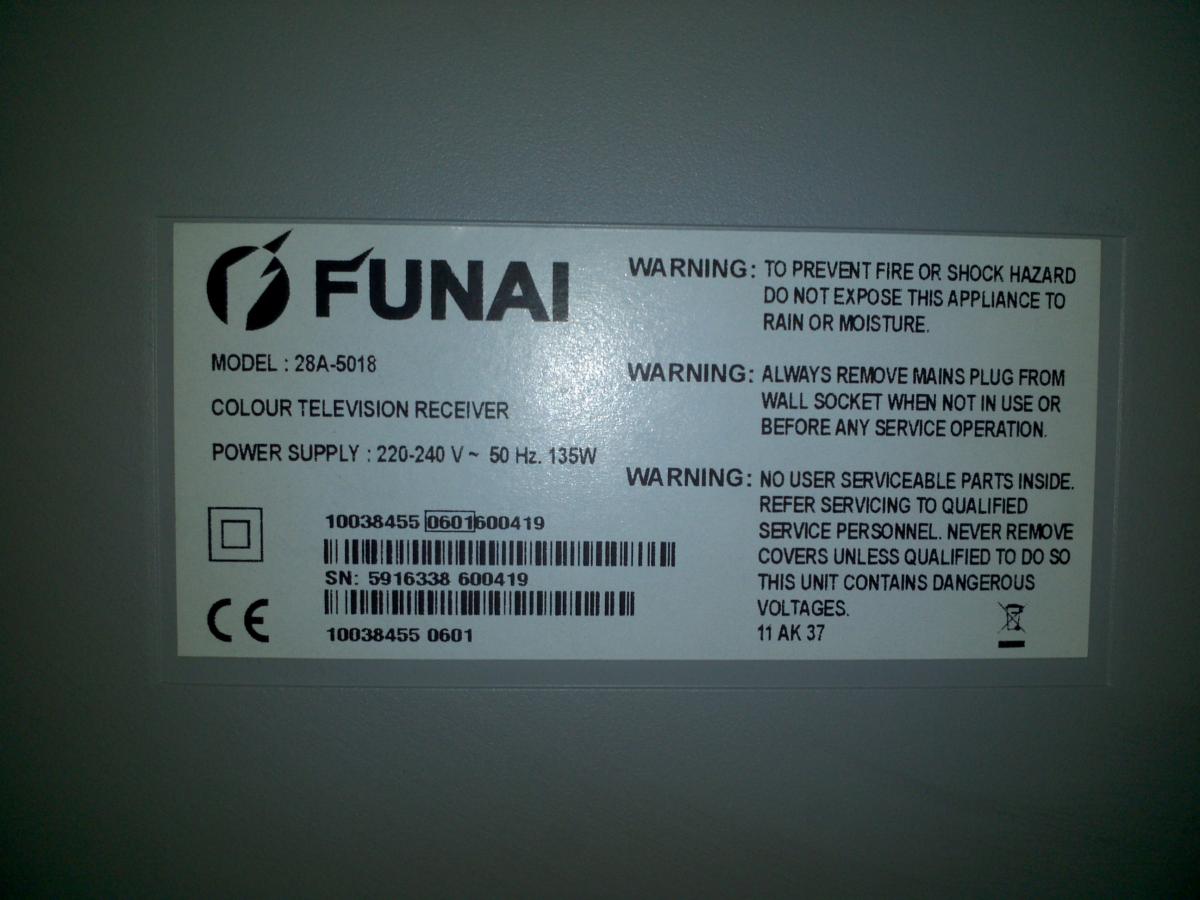 FUNAI
MODEL : 28A-5018
COLOUR TELEVISION RECEIVER
POWER SUPPLY : 220-240 V ~ 50 Hz. 135W
10038455 0601600419
SN: 5916338 600419
10038455 0601
CE
WARNING: TO PREVENT FIRE OR SHOCK HAZARD
DO NOT EXPOSE THIS APPLIANCE TO
RAIN OR MOISTURE.
WARNING: ALWAYS REMOVE MAINS PLUG FROM
WALL SOCKET WHEN NOT IN USE OR
BEFORE ANY SERVICE OPERATION.
WARNING: NO USER SERVICEABLE PARTS INSIDE.
REFER SERVICING TO QUALIFIED
SERVICE PERSONNEL. NEVER REMOVE
COVERS UNLESS QUALIFIED TO DO SO
THIS UNIT CONTAINS DANGEROUS
VOLTAGES.
11 AK 37